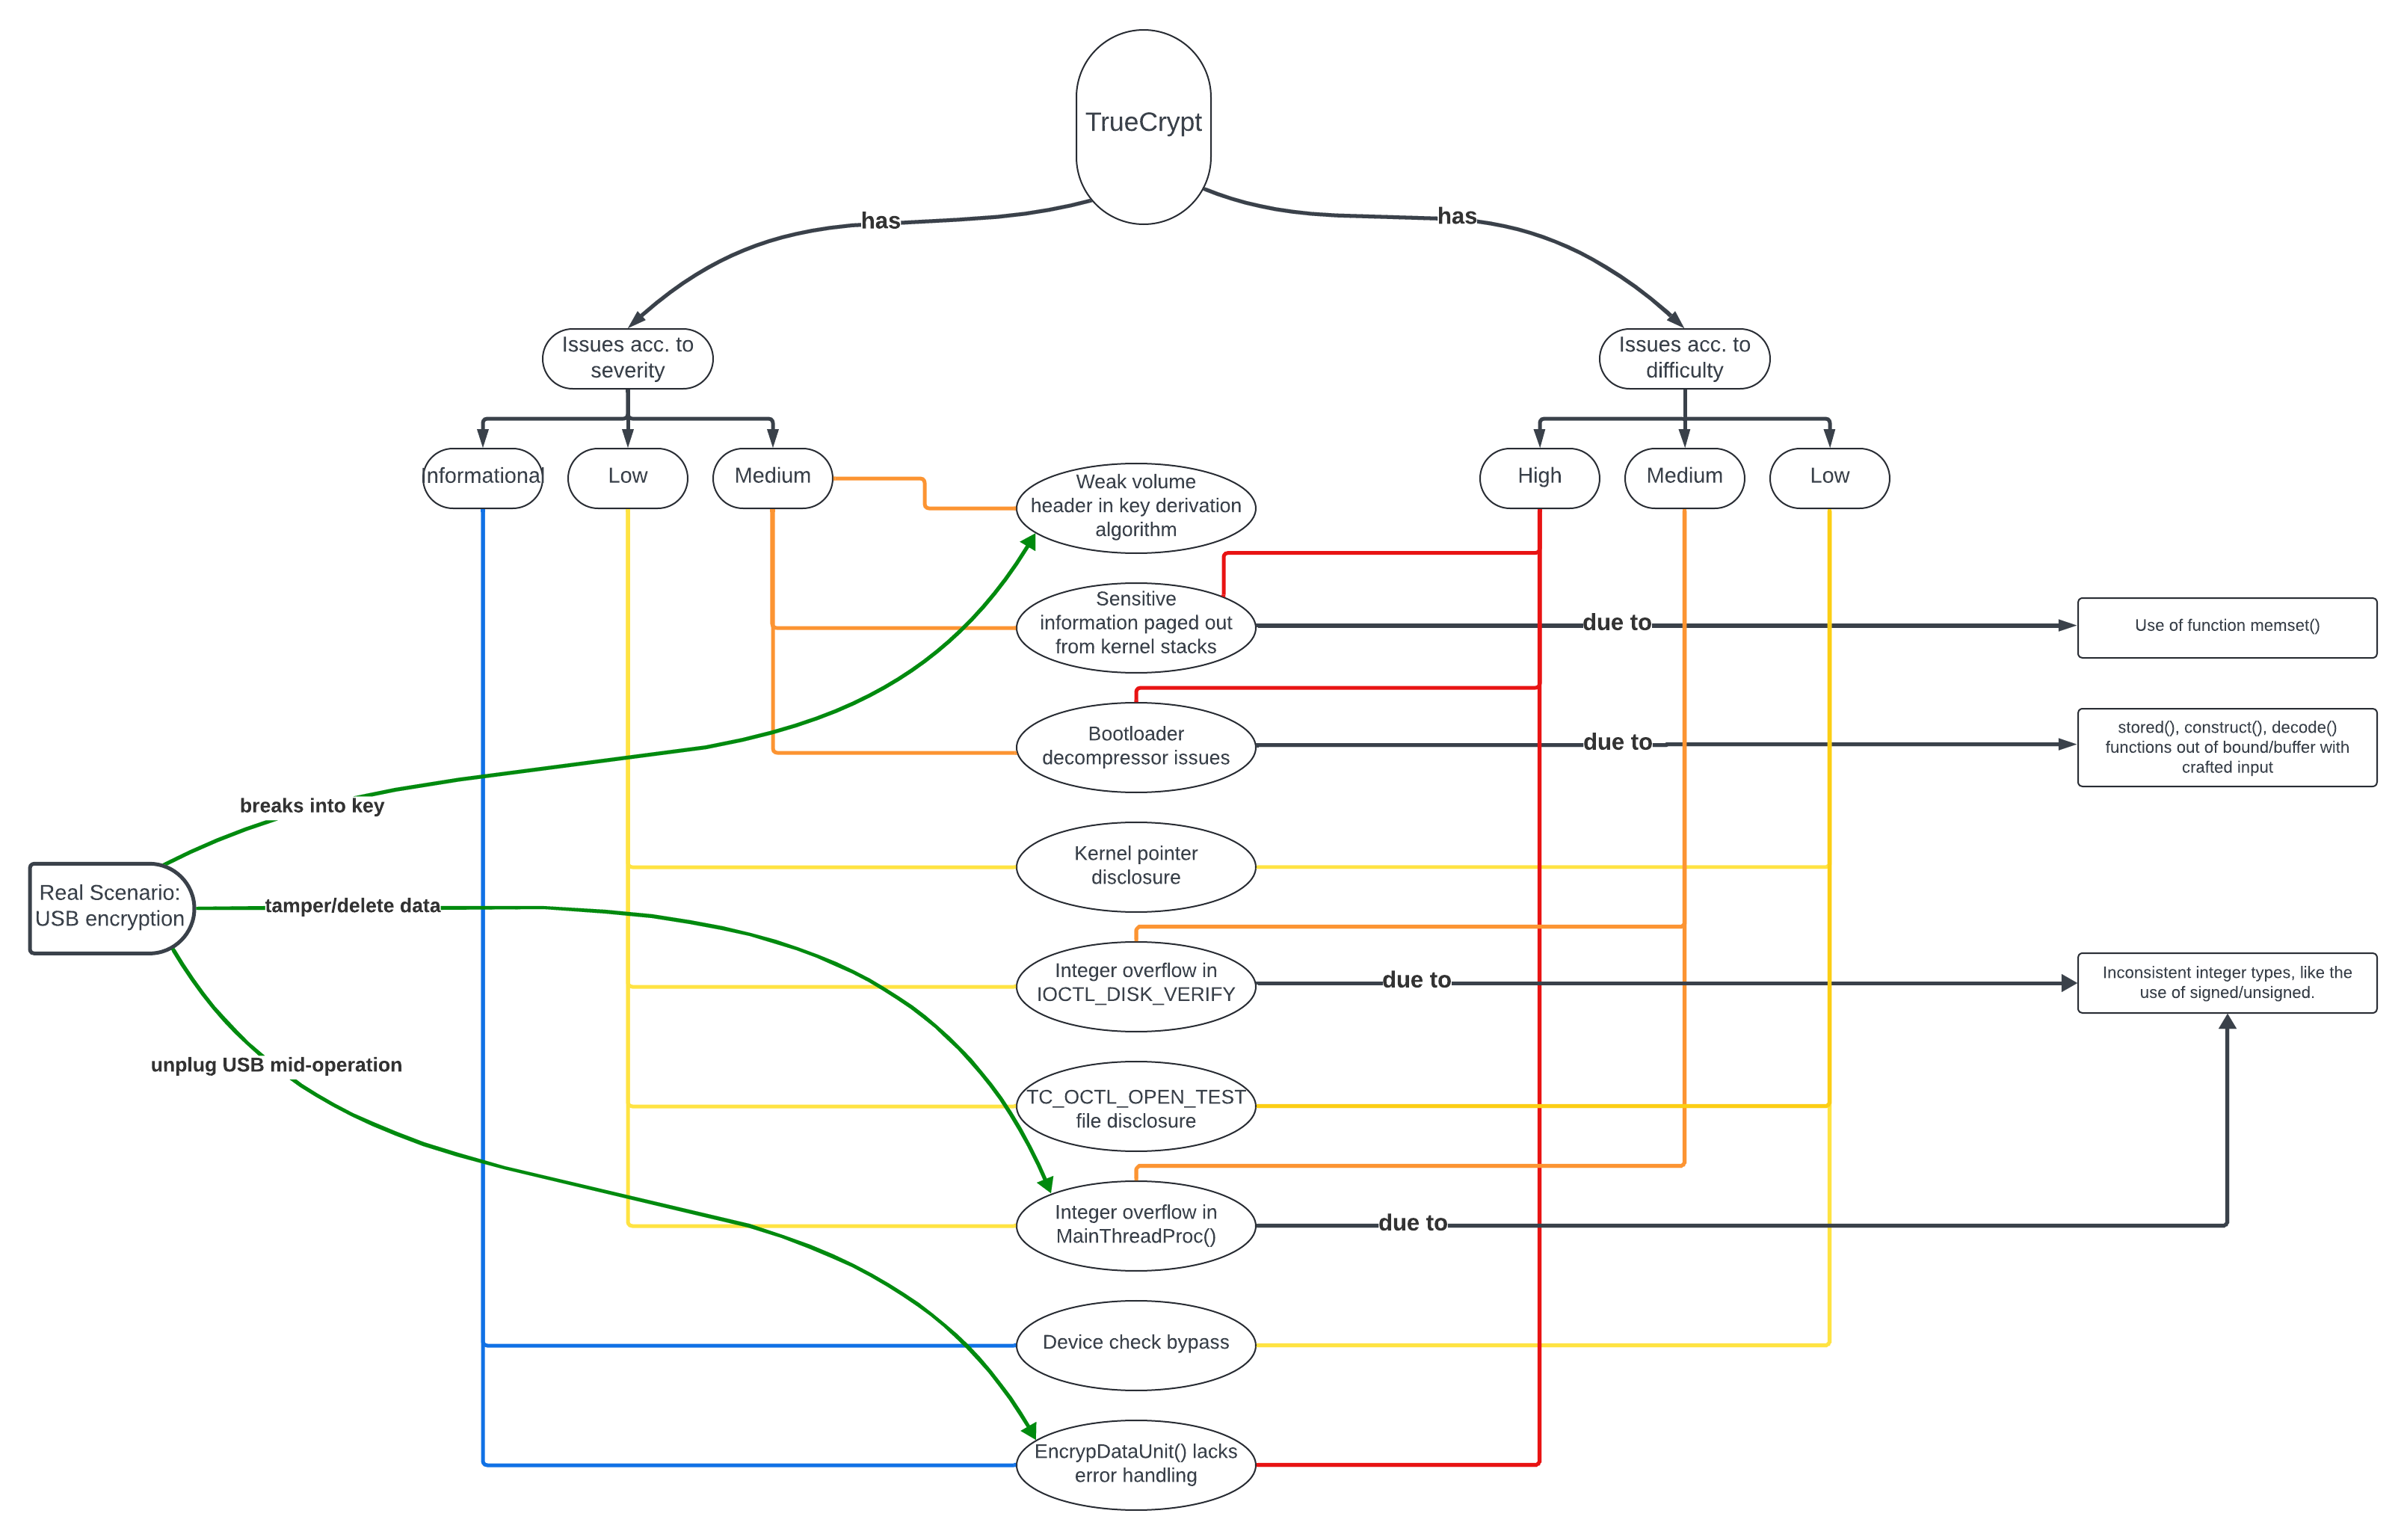 TrueCrypt
has
has
Issues acc. to
severity
Issues acc. to
difficulty
Informational
Low
Medium
High
Medium
Low
Weak volume
header in key derivation
algorithm
Sensitive
information paged out
from kernel stacks
due to
Use of function memset()
Bootloader
decompressor issues
due to
stored(), construct(), decode()
functions out of bound/buffer with
crafted input
breaks into key
Kernel pointer
disclosure
Real Scenario:
USB encryption
tamper/delete data
Integer overflow in
IOCTL_DISK_VERIFY
due to
Inconsistent integer types, like the
use of signed/unsigned.
unplug USB mid-operation
TC_OCTL_OPEN_TEST
file disclosure
Integer overflow in
MainThreadProc()
due to
Device check bypass
EncrypDataUnit() lacks
error handling